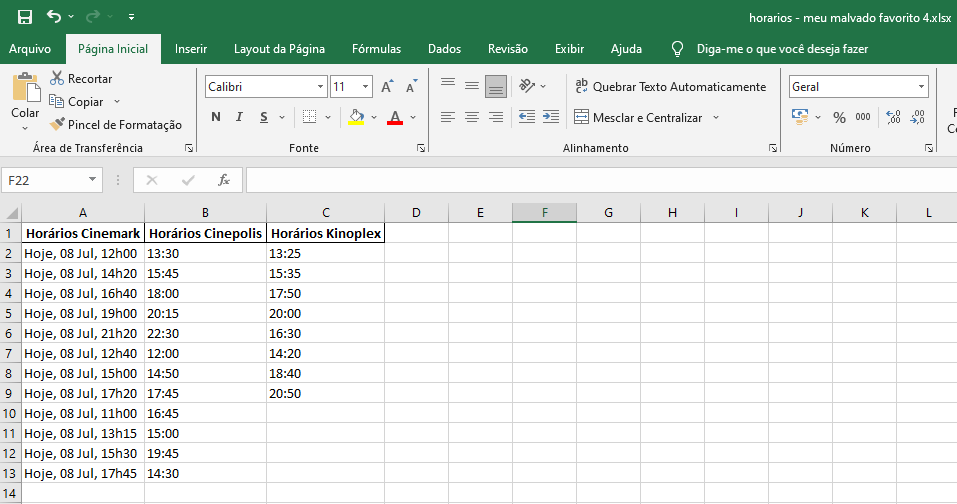 horarios - meu malvado favorito 4.xlsx
Arquivo Página Inicial Inserir Layout da Página Fórmulas Dados Revisão Exibir Ajuda Diga-me o que você deseja fazer
Colar
Recortar
Copiar
Pincel de Formatação
Área de Transferência
Calibri 11 A A
N I S A
Fonte
ab Quebrar Texto Automaticamente
Mesclar e Centralizar
Alinhamento
Geral
% 000 ,00 ,00
Número
F22 fx
A B C D E F G H I J K L
1 Horários Cinemark Horários Cinepolis Horários Kinoplex
2 Hoje, 08 Jul, 12h00 13:30 13:25
3 Hoje, 08 Jul, 14h20 15:45 15:35
4 Hoje, 08 Jul, 16h40 18:00 17:50
5 Hoje, 08 Jul, 19h00 20:15 20:00
6 Hoje, 08 Jul, 21h20 22:30 16:30
7 Hoje, 08 Jul, 12h40 12:00 14:20
8 Hoje, 08 Jul, 15h00 14:50 18:40
9 Hoje, 08 Jul, 17h20 17:45 20:50
10 Hoje, 08 Jul, 11h00 16:45
11 Hoje, 08 Jul, 13h15 15:00
12 Hoje, 08 Jul, 15h30 19:45
13 Hoje, 08 Jul, 17h45 14:30
14